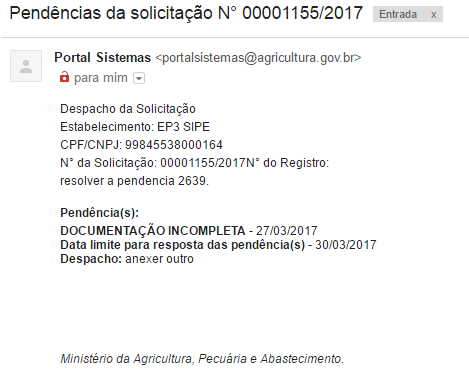 Pendências da solicitação N° 00001155/2017 Entrada x
Portal Sistemas <portalsistemas@agricultura.gov.br>
para mim
Despacho da Solicitação
Estabelecimento: EP3 SIPE
CPF/CNPJ: 99845538000164
N° da Solicitação: 00001155/2017N° do Registro:
resolver a pendencia 2639.
Pendência(s):
DOCUMENTAÇÃO INCOMPLETA - 27/03/2017
Data limite para resposta das pendência(s) - 30/03/2017
Despacho: anexer outro
Ministério da Agricultura, Pecuária e Abastecimento.